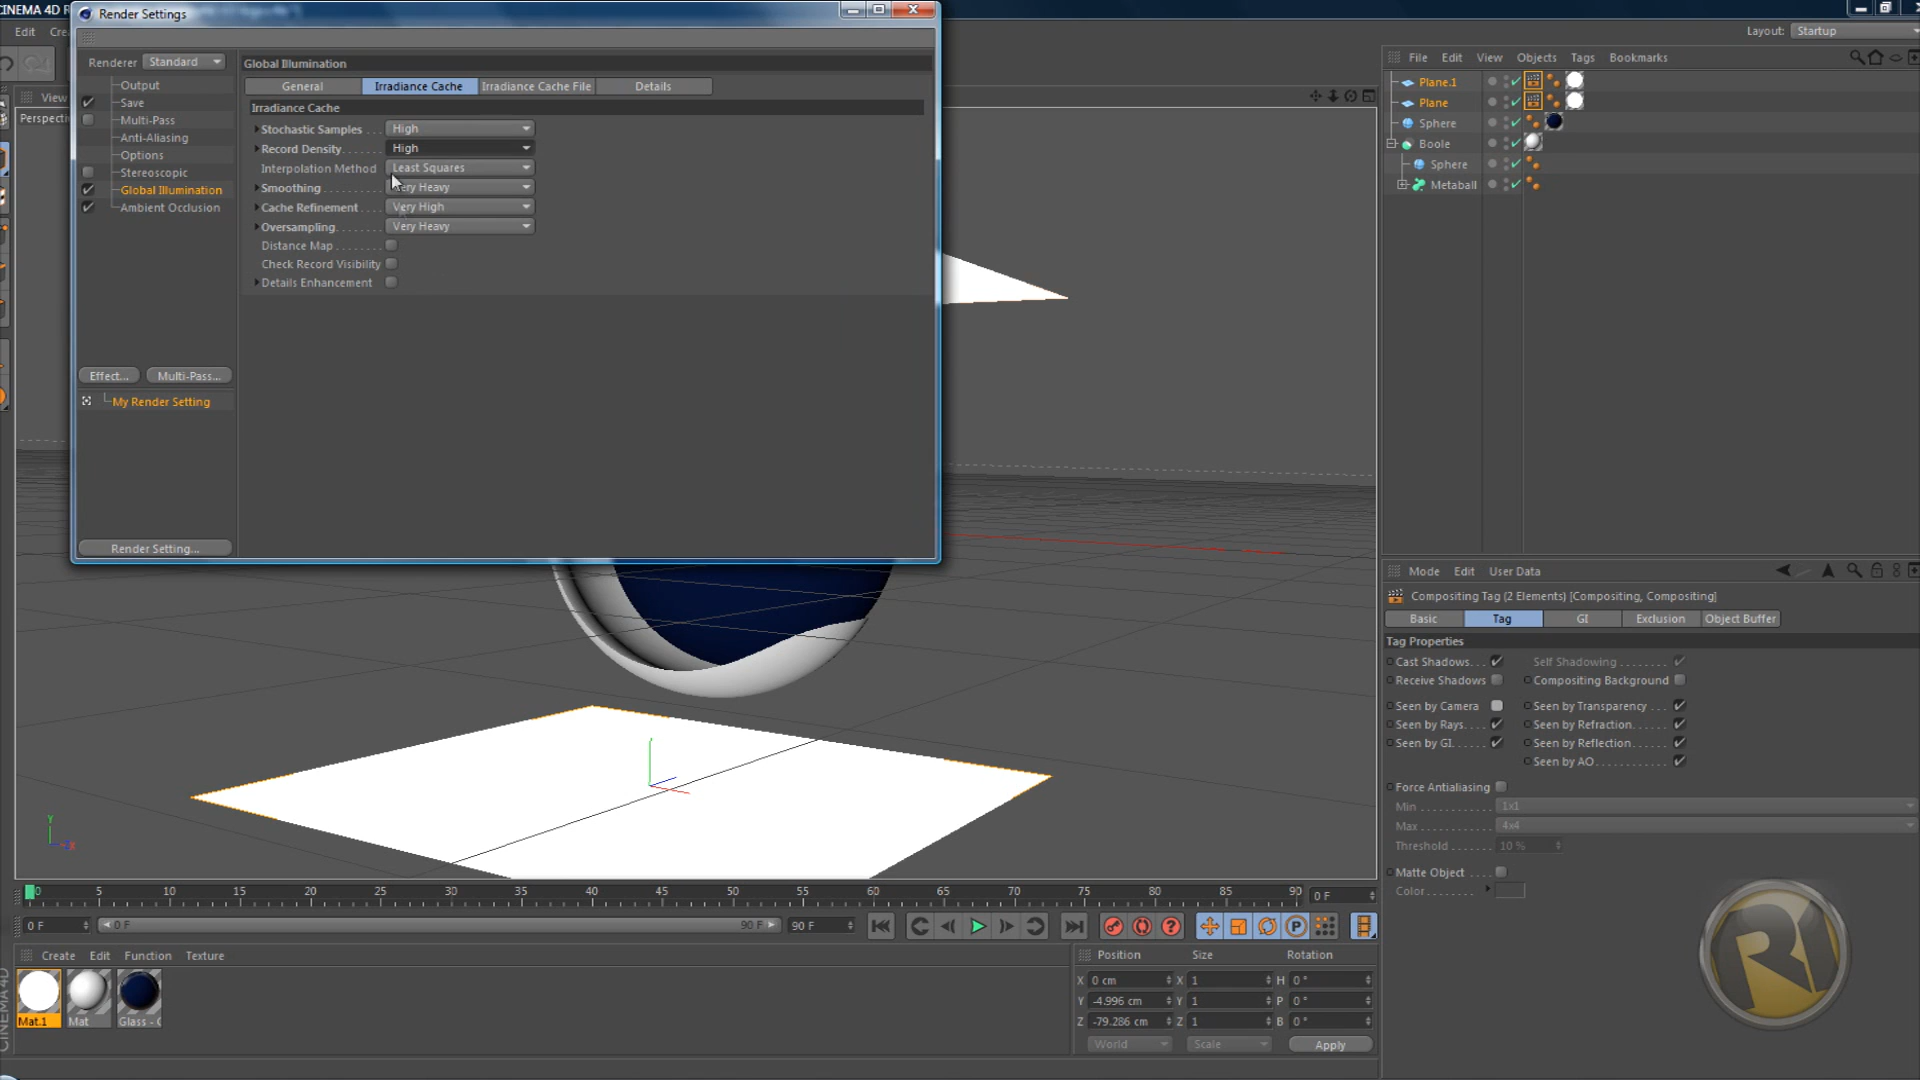 CINEMA 4D R
Render Settings
Edit
Layout: Startup
Renderer Standard
Global Illumination
Output
Save
Multi-Pass
Anti-Aliasing
Options
Stereoscopic
Global Illumination
Ambient Occlusion
Effect...
Multi-Pass...
My Render Setting
Render Setting...
General
Irradiance Cache
Irradiance Cache File
Details
Irradiance Cache
Stochastic Samples . . . High
Record Density. . . . . . . High
Interpolation Method Least Squares
Smoothing . . . . . . . . . . . Very Heavy
Cache Refinement . . . . Very High
Oversampling. . . . . . . . Very Heavy
Distance Map . . . . . . . .
Check Record Visibility
Details Enhancement
View
Perspecti
File Edit View Objects Tags Bookmarks
Plane.1
Plane
Sphere
Boole
Sphere
Metaball
Mode Edit User Data
Compositing Tag (2 Elements) [Compositing, Compositing]
Basic Tag GI Exclusion Object Buffer
Tag Properties
Cast Shadows. . . Self Shadowing . . . . . . . .
Receive Shadows Compositing Background
Seen by Camera Seen by Transparency . . .
Seen by Rays. . . . Seen by Refraction. . . . . .
Seen by GI. . . . . . Seen by Reflection. . . . . .
Seen by AO . . . . . . . . . . .
Force Antialiasing
Min . . . . . . . . . . . 1x1
Max . . . . . . . . . . . 4x4
Threshold . . . . . . . 10 %
Matte Object . . . .
Color . . . . . . . . .
Y
X
0 5 10 15 20 25 30 35 40 45 50 55 60 65 70 75 80 85 90 0 F
0 F 0 F 90 F 90 F
P
Create Edit Function Texture
Mat.1 Mat Glass - C
CINEMA 4D
Position Size Rotation
X 0 cm X 1 H 0 °
Y -4.996 cm Y 1 P 0 °
Z -79.286 cm Z 1 B 0 °
World Scale Apply